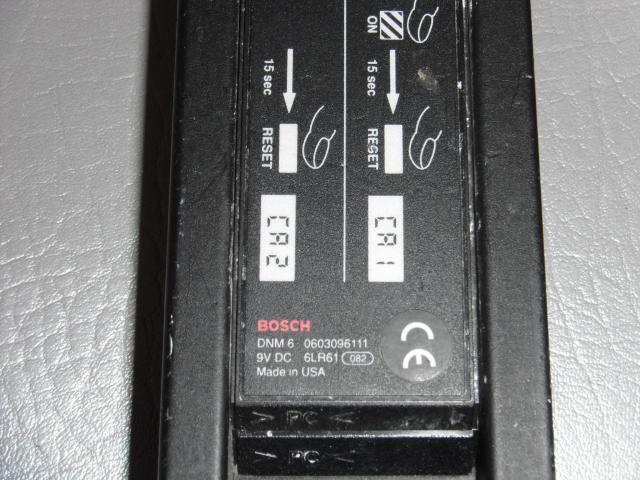 ON
15 sec
15 sec
RESET
RESET
CA2
CA1
BOSCH
DNM 6 0603096111
9V DC 6LR61 082
Made in USA
CE
> PC <
> PC <